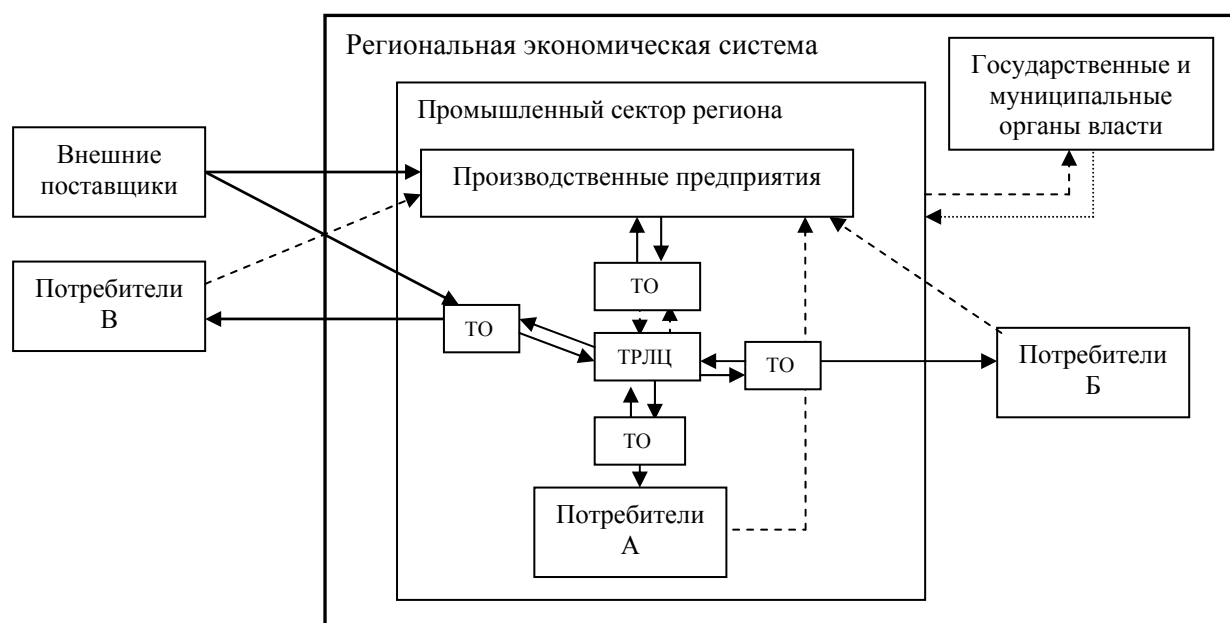 Региональная экономическая система
Государственные и
муниципальные
органы власти
Промышленный сектор региона
Внешние
поставщики
Производственные предприятия
Потребители
В
ТО
ТО
ТРЛЦ
ТО
Потребители
Б
ТО
Потребители
А